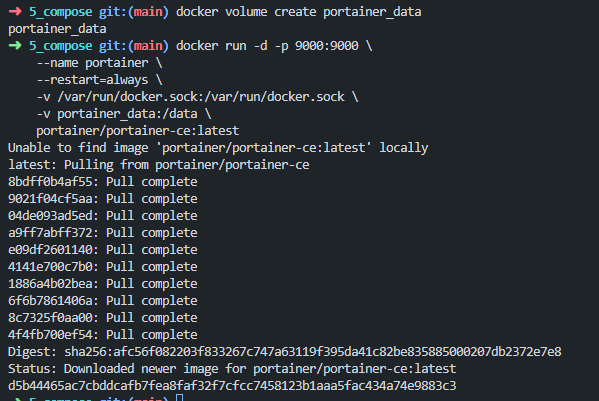 ➜ 5_compose git:(main) docker volume create portainer_data
portainer_data
➜ 5_compose git:(main) docker run -d -p 9000:9000 \
    --name portainer \
    --restart=always \
    -v /var/run/docker.sock:/var/run/docker.sock \
    -v portainer_data:/data \
    portainer/portainer-ce:latest
Unable to find image 'portainer/portainer-ce:latest' locally
latest: Pulling from portainer/portainer-ce
8bdff0b4af55: Pull complete
9021f04cf5aa: Pull complete
04de093ad5ed: Pull complete
a9ff7abff372: Pull complete
e09df2601140: Pull complete
4141e700c7b0: Pull complete
1886a4b02bea: Pull complete
6f6b7861406a: Pull complete
8c7325f0aa00: Pull complete
4f4fb700ef54: Pull complete
Digest: sha256:afc56f082203f833267c747a63119f395da41c82be835885000207db2372e7e8
Status: Downloaded newer image for portainer/portainer-ce:latest
d5b44465ac7cbddcafb7fea8faf32f7cfcc7458123b1aaa5fac434a74e9883c3
➜ 5_compose git:(main)